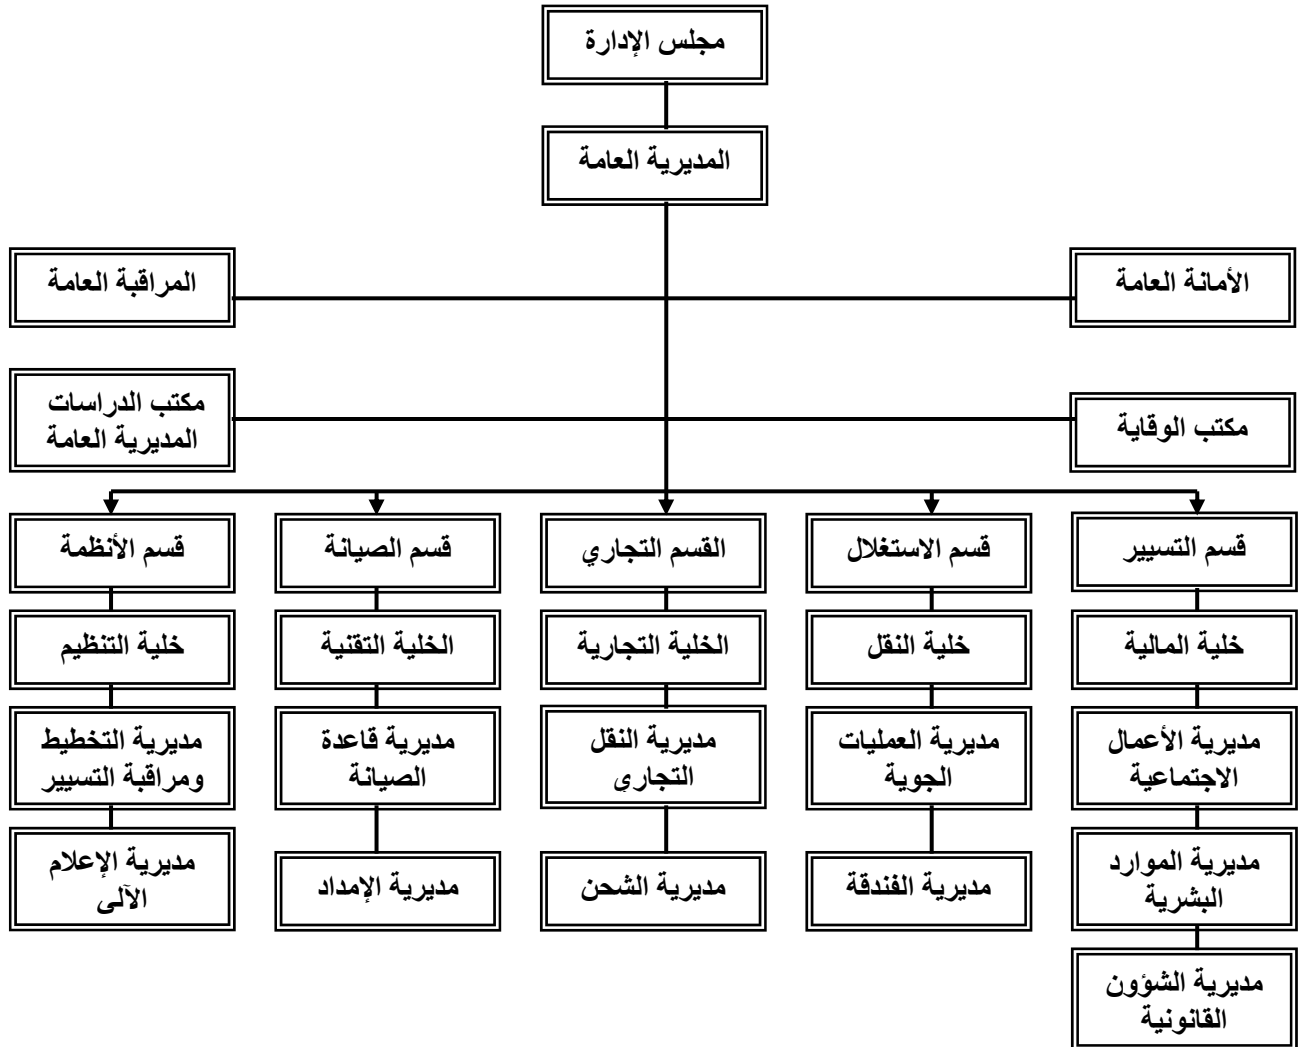 مجلس الإدارة
المديرية العامة
الأمانة العامة
المراقبة العامة
مكتب الوقاية
مكتب الدراسات
المديرية العامة
قسم التسيير
قسم الاستغلال
القسم التجاري
قسم الصيانة
قسم الأنظمة
خلية المالية
خلية النقل
الخلية التجارية
الخلية التقنية
خلية التنظيم
مديرية الأعمال
الاجتماعية
مديرية العمليات
الجوية
مديرية النقل
التجاري
مديرية قاعدة
الصيانة
مديرية التخطيط
ومراقبة التسيير
مديرية الموارد
البشرية
مديرية الفندقة
مديرية الشحن
مديرية الإمداد
مديرية الإعلام
الآلى
مديرية الشؤون
القانونية